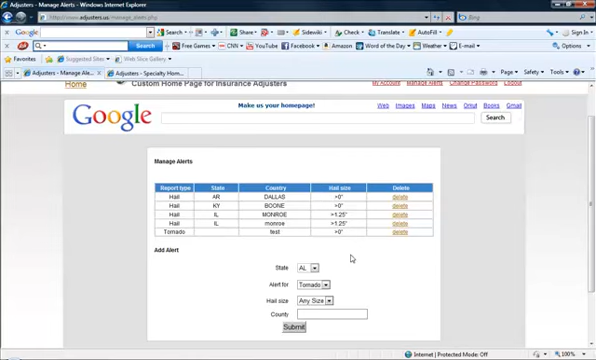 Adjusters - Manage Alerts - Windows Internet Explorer
http://www.adjusters.us/manage_alerts.php
Bing
Google
Search
Share
Sidewiki
Check
Translate
AutoFill
Sign In
Search
Free Games
CNN
YouTube
Facebook
Amazon
Word of the Day
Weather
E-mail
Options
Favorites
Suggested Sites
Web Slice Gallery
Adjusters - Manage Ale...
Adjusters - Specialty Hom...
Page
Safety
Tools
Home
Custom Home Page for Insurance Adjusters
My Account
Manage Alerts
Change Password
Logout
Google
Make us your homepage!
Web Images Maps News Orkut Books Gmail
Search
Manage Alerts
Report type State Country Hail size Delete
Hail AR DALLAS >0" delete
Hail KY BOONE >0" delete
Hail IL MONROE >1.25" delete
Hail IL monroe >1.25" delete
Tornado test >0" delete
Add Alert
State AL
Alert for Tornado
Hail size Any Size
County
Submit
Internet | Protected Mode: Off
100%